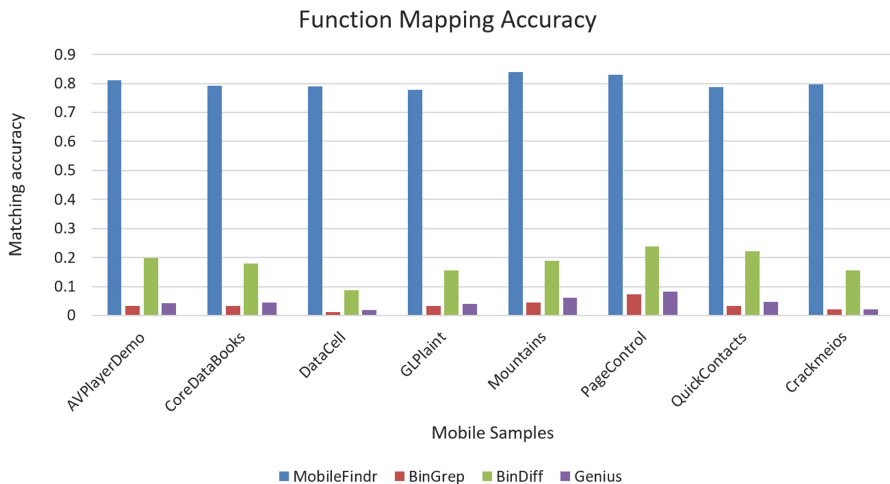 Function Mapping Accuracy
0.9
0.8
0.7
0.6
0.5
0.4
0.3
0.2
0.1
0
Matching accuracy
AVPlayerDemo
CoreDataBooks
DataCell
GLPlaint
Mountains
PageControl
QuickContacts
Crackmeios
Mobile Samples
MobileFindr BinGrep BinDiff Genius